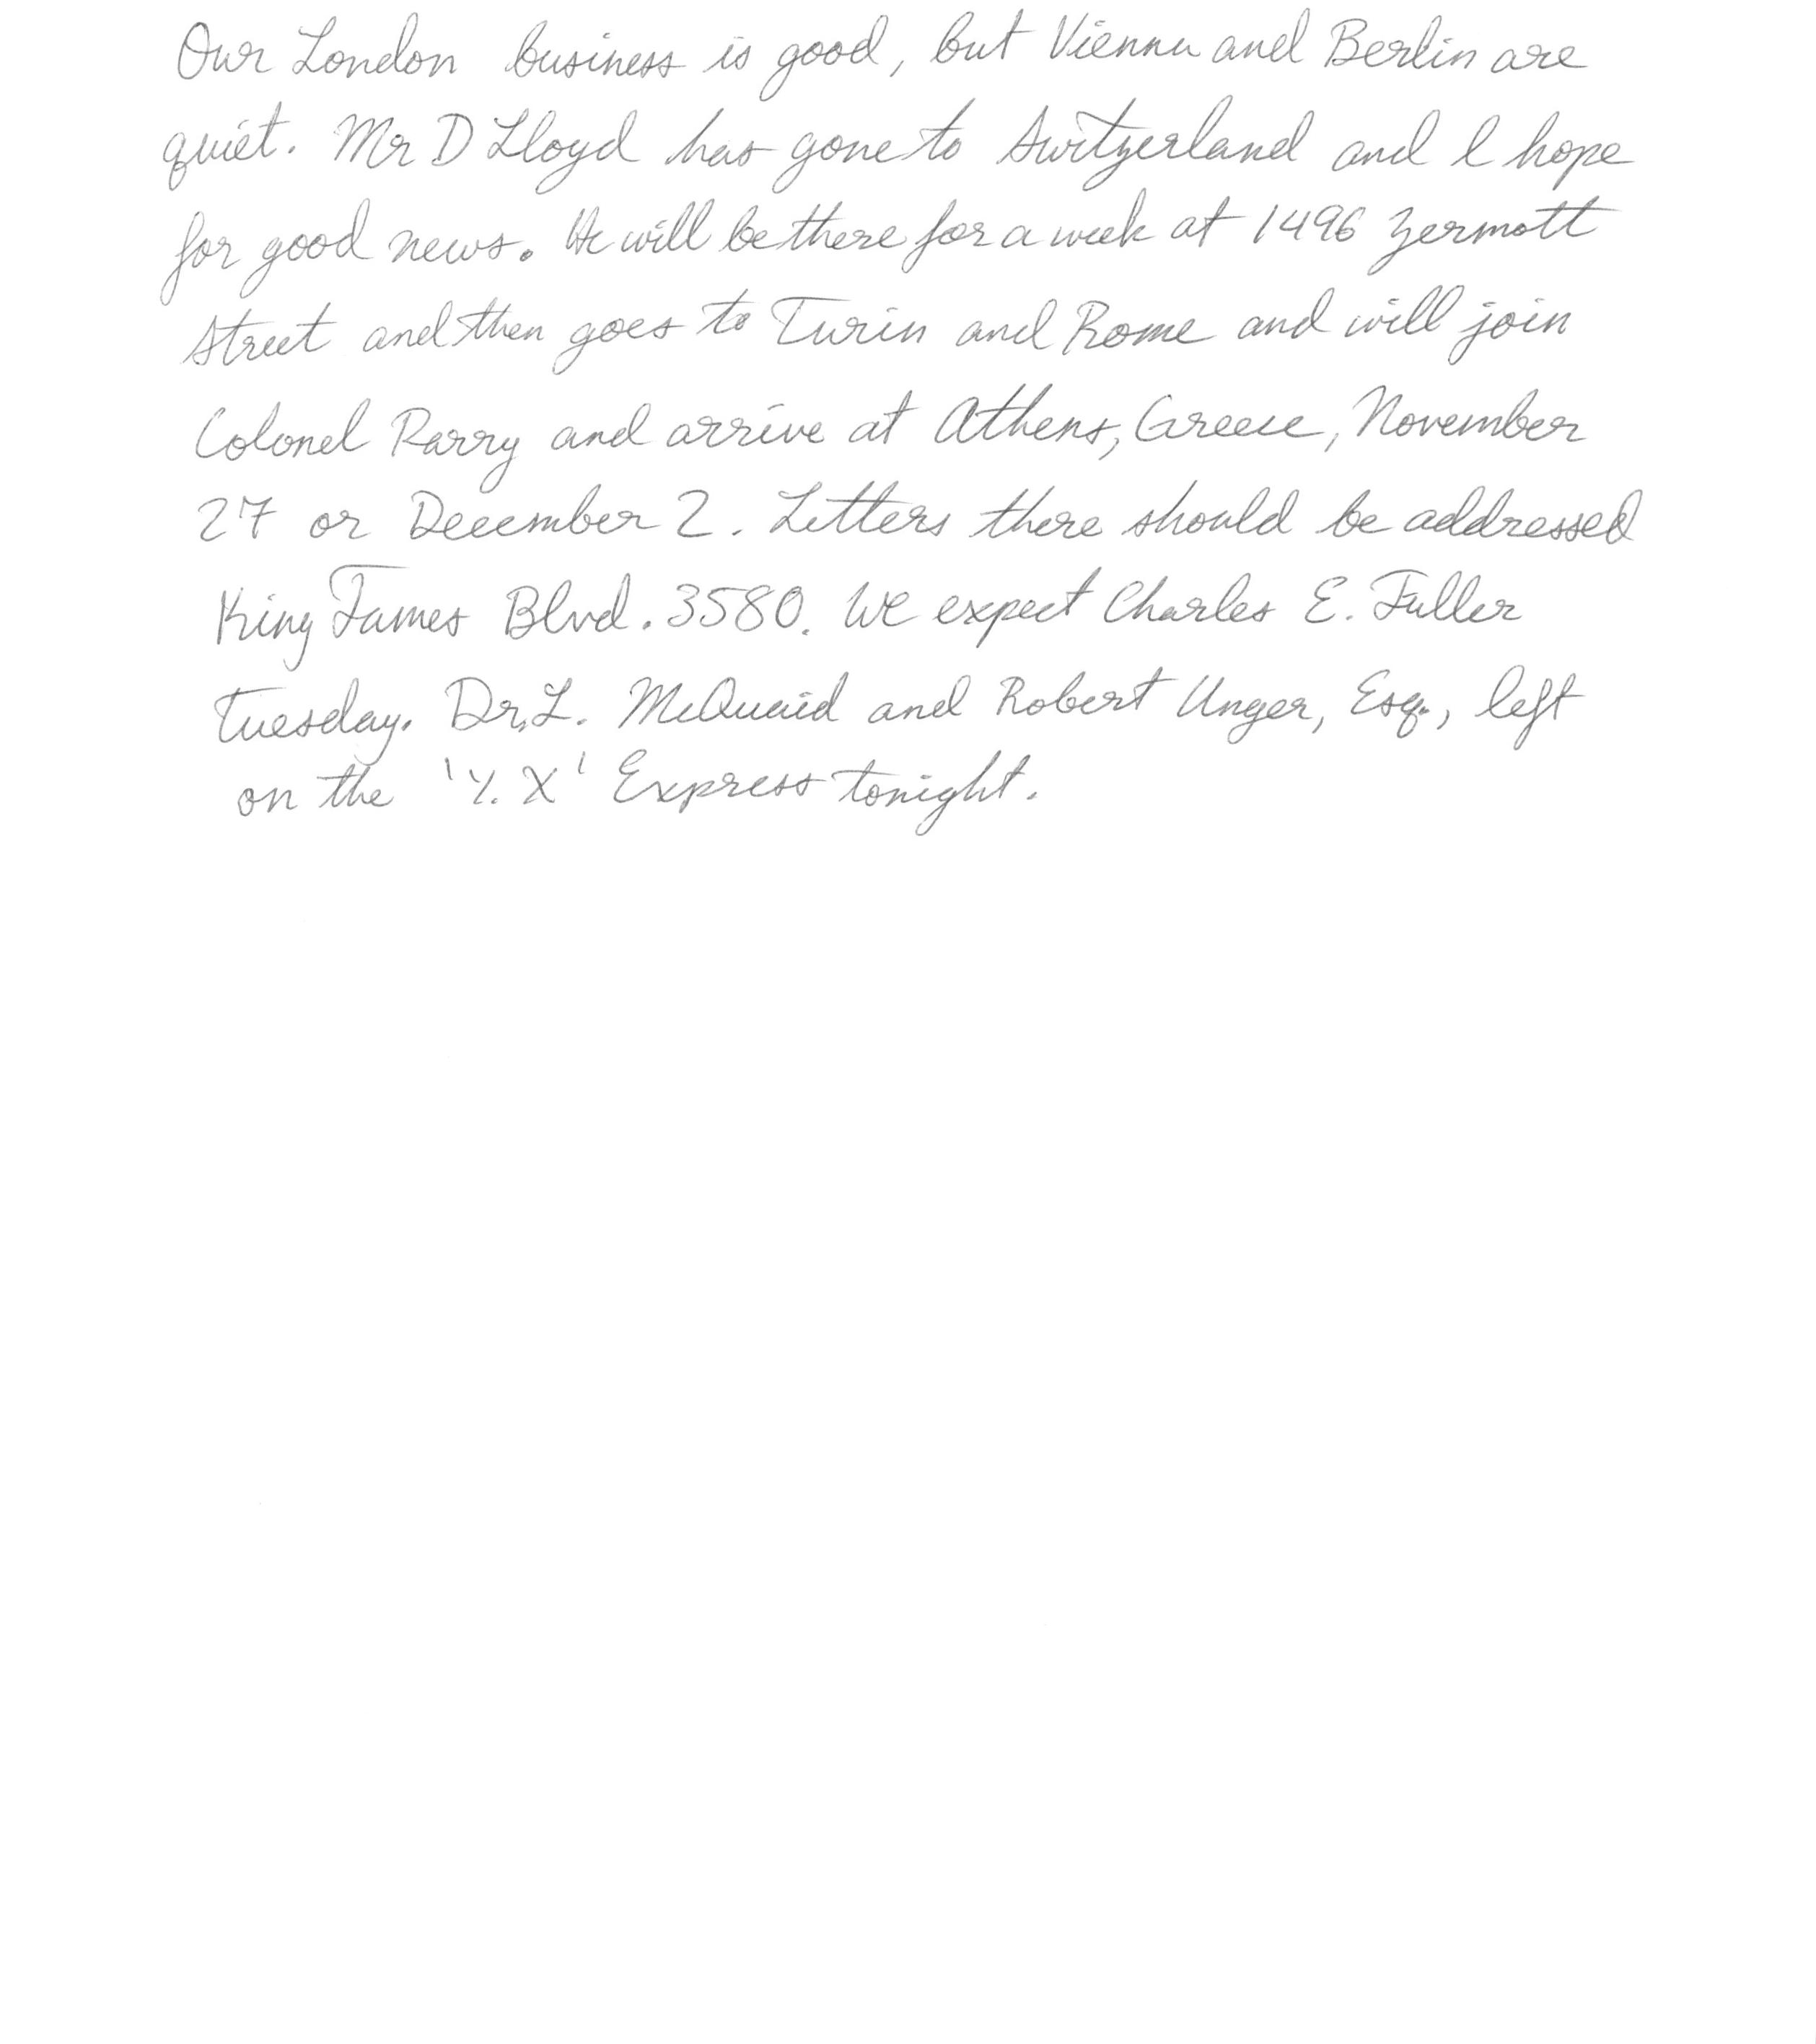 Our London business is good, but Vienna and Berlin are
quiet. Mr D Lloyd has gone to Switzerland and I hope
for good news. He will be there for a week at 1496 Zermott
Street and then goes to Turin and Rome and will join
Colonel Parry and arrive at Athens, Greece, November
27 or December 2. Letters there should be addressed
King James Blvd. 3580. We expect Charles E. Fuller
Tuesday. Dr. L. McQuaid and Robert Unger, Esq., left
on the 'Y. X' Express tonight.